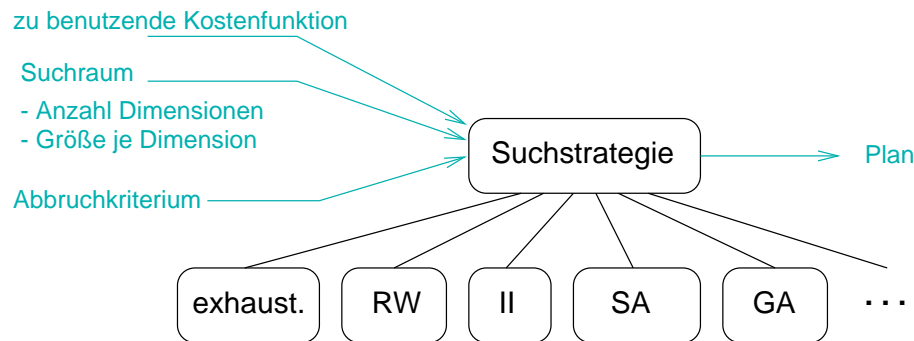 zu benutzende Kostenfunktion
Suchraum
- Anzahl Dimensionen
- Größe je Dimension
Abbruchkriterium
Suchstrategie
Plan
exhaust.
RW
II
SA
GA
. . .